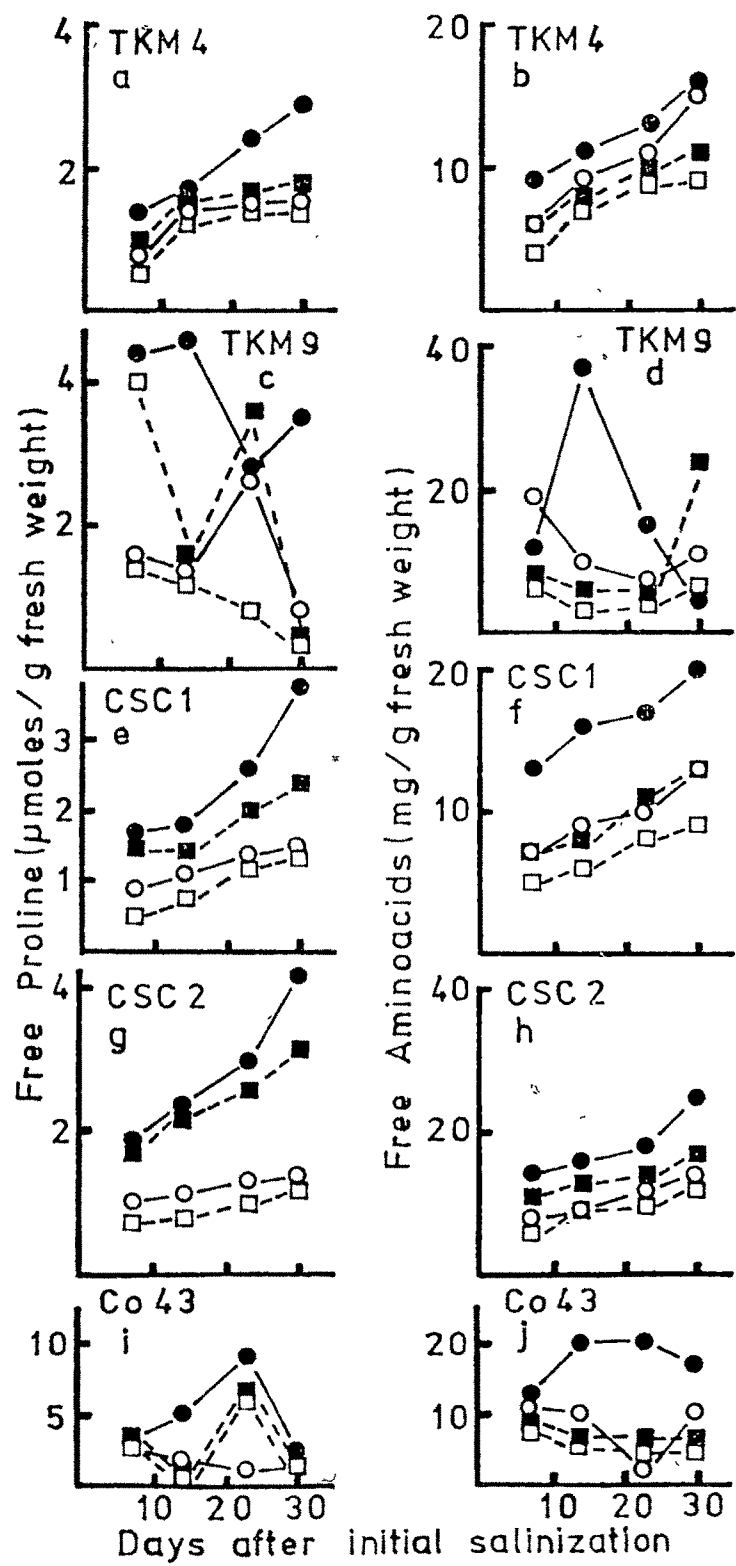 4
TKM 4
a
2
20
TKM 4
b
10
TKM 9
c
4
2
40
TKM 9
d
20
CSC 1
e
3
2
1
20
CSC 1
f
10
4
CSC 2
g
2
40
CSC 2
h
20
Co 43
i
10
5
10 20 30
Co 43
j
20
10
10 20 30
Free Proline (µmoles/g fresh weight)
Free Aminoacids (mg/g fresh weight)
Days after initial salinization